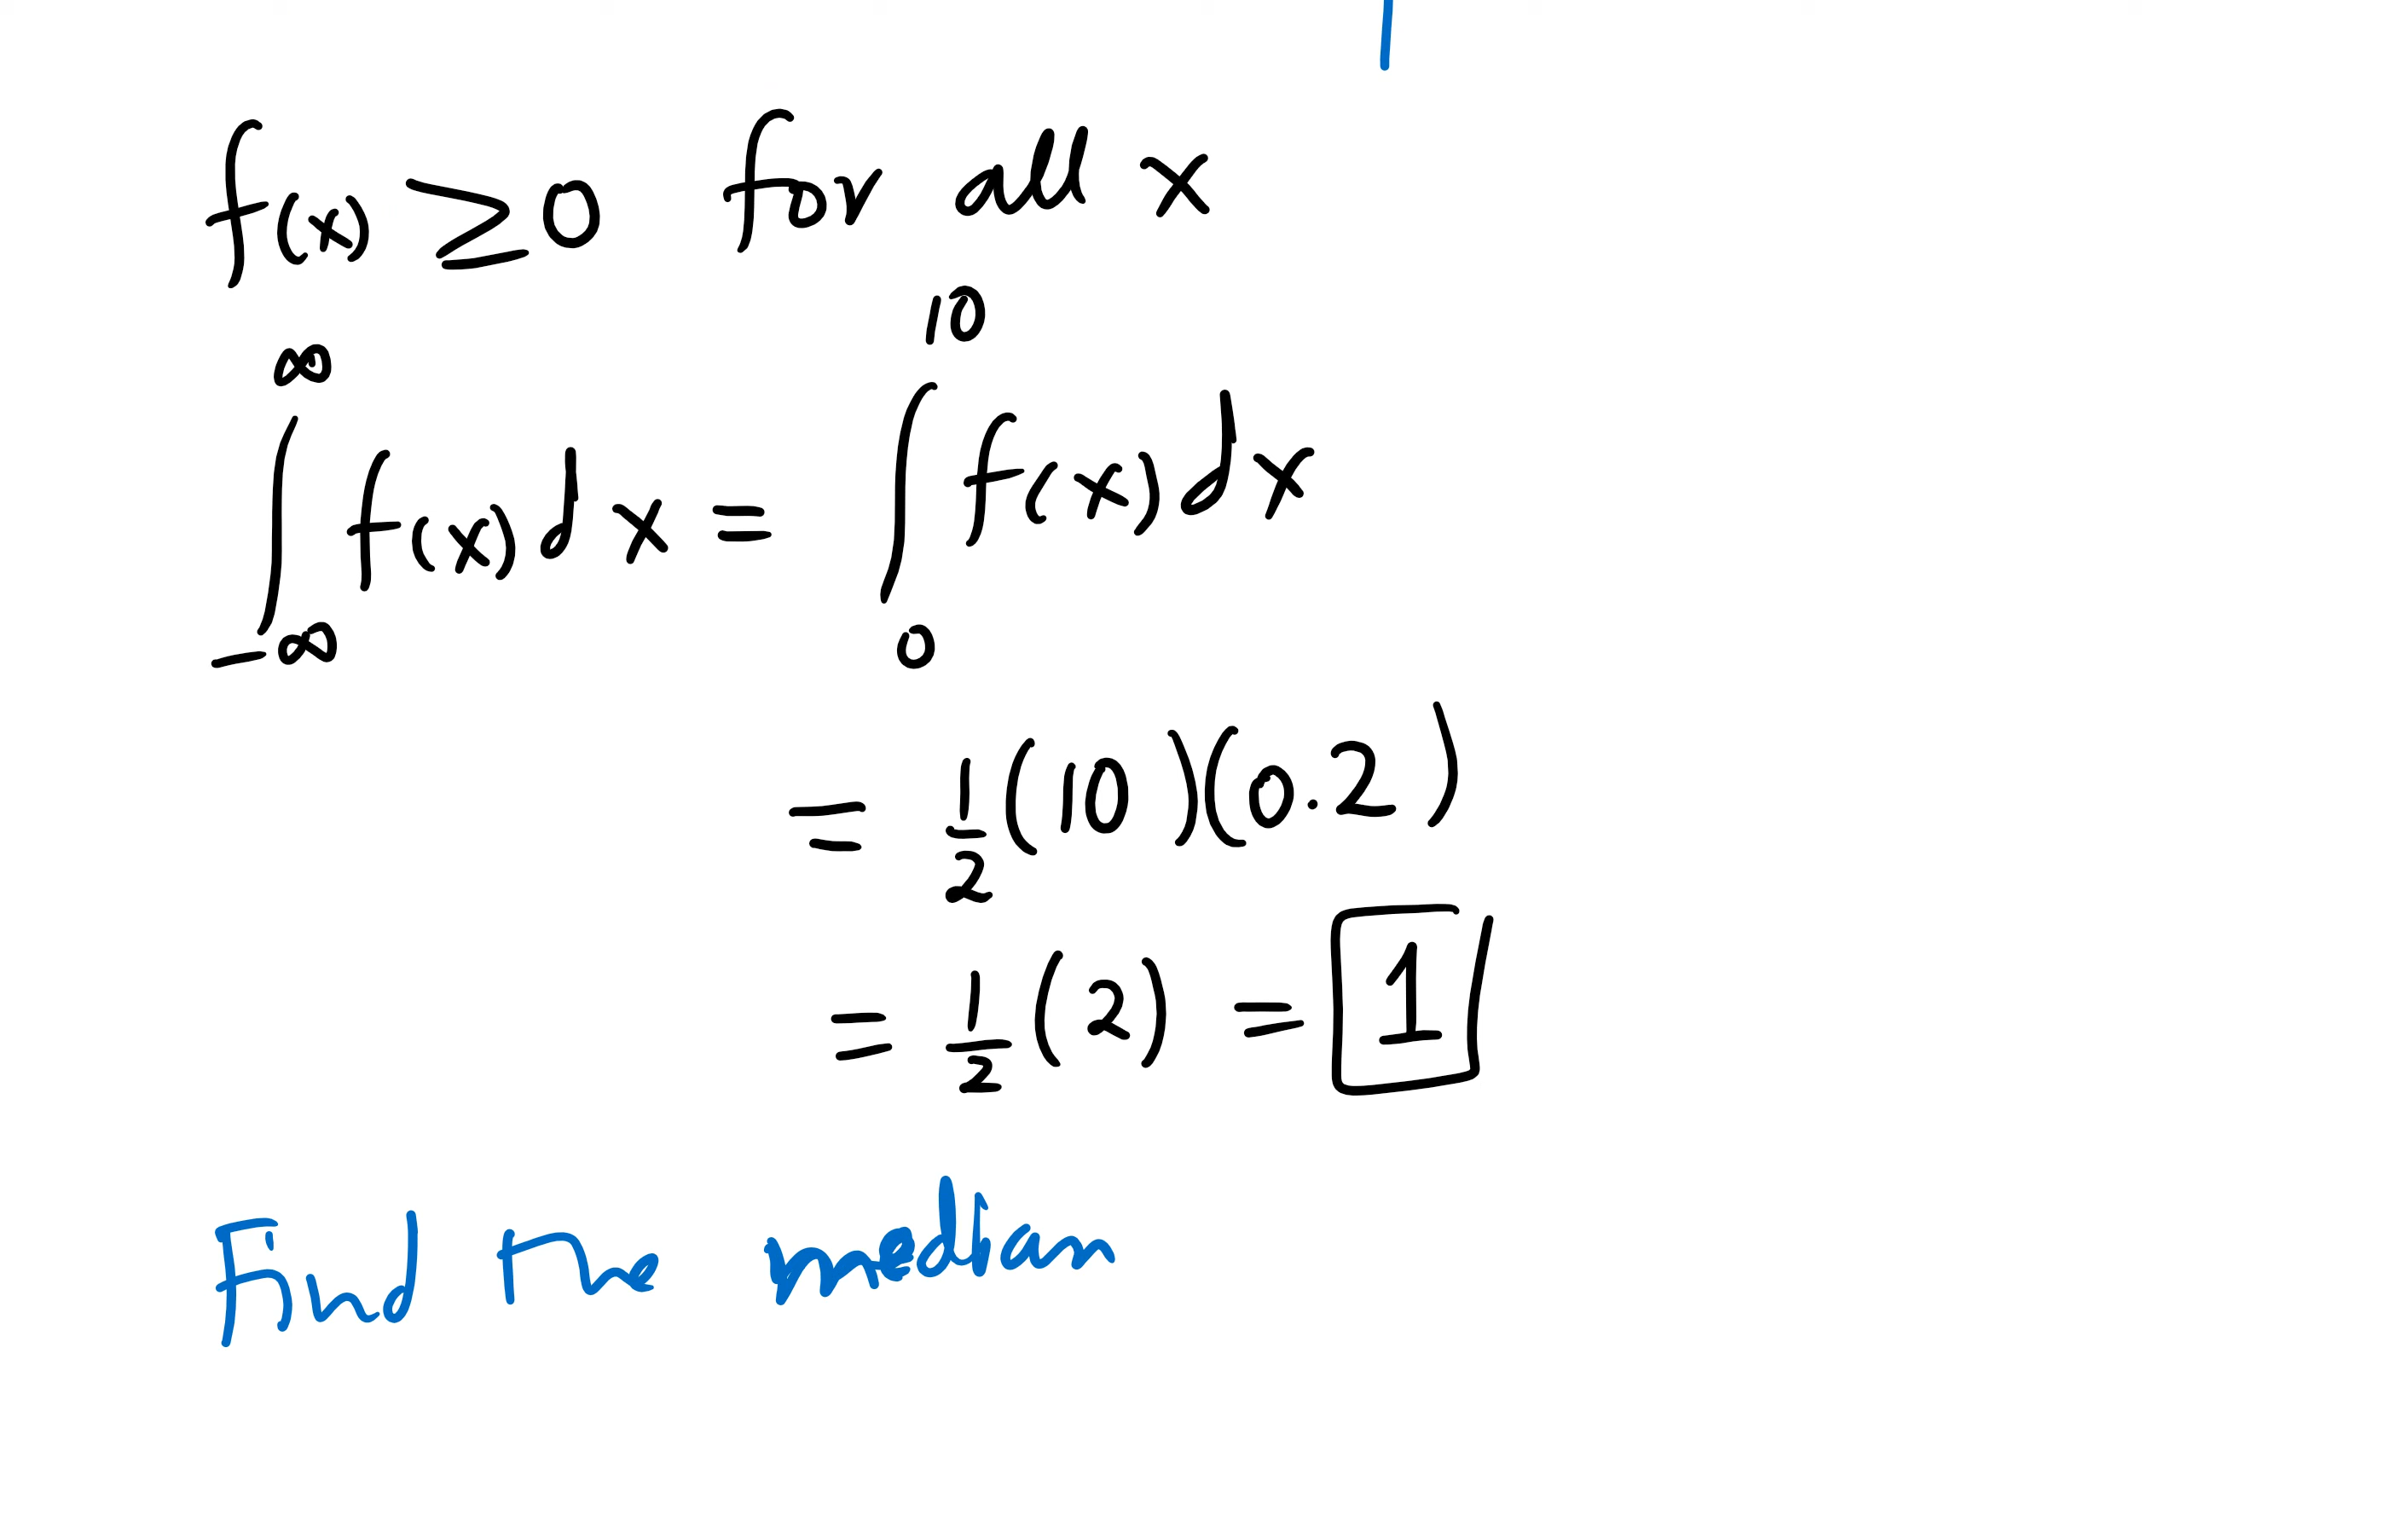 f(x) ≥ 0 for all x
∫_{-∞}^{∞} f(x) dx = ∫_{0}^{10} f(x) dx
= 1/2 (10)(0.2)
= 1/2 (2) = 1
Find the median